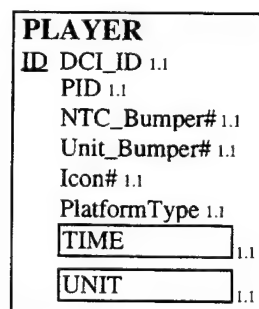 PLAYER
ID DCI_ID 1.1
PID 1.1
NTC_Bumper# 1.1
Unit_Bumper# 1.1
Icon# 1.1
PlatformType 1.1
TIME 1.1
UNIT 1.1